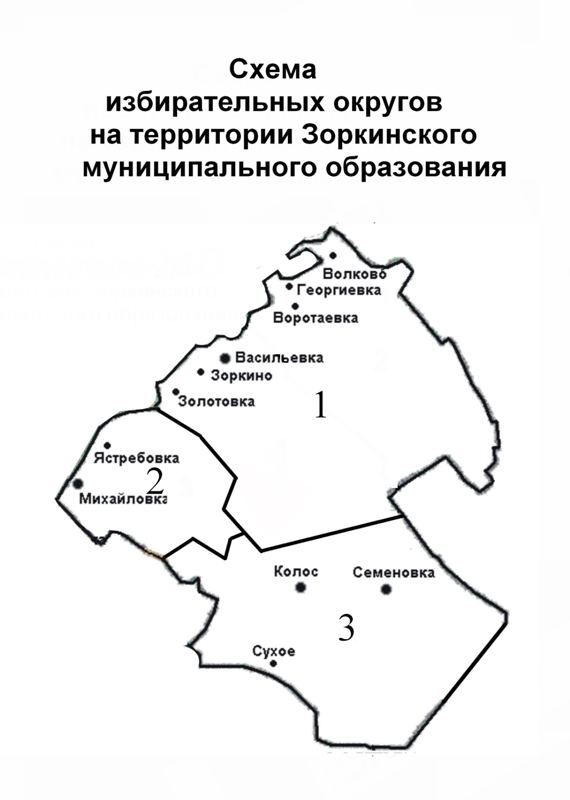 Схема
избирательных округов
на территории Зоркинского
муниципального образования
Волково
Георгиевка
Воротаевка
Васильевка
Зоркино
Золотовка
1
Ястребовка
2
Михайловка
Колос
Семеновка
3
Сухое